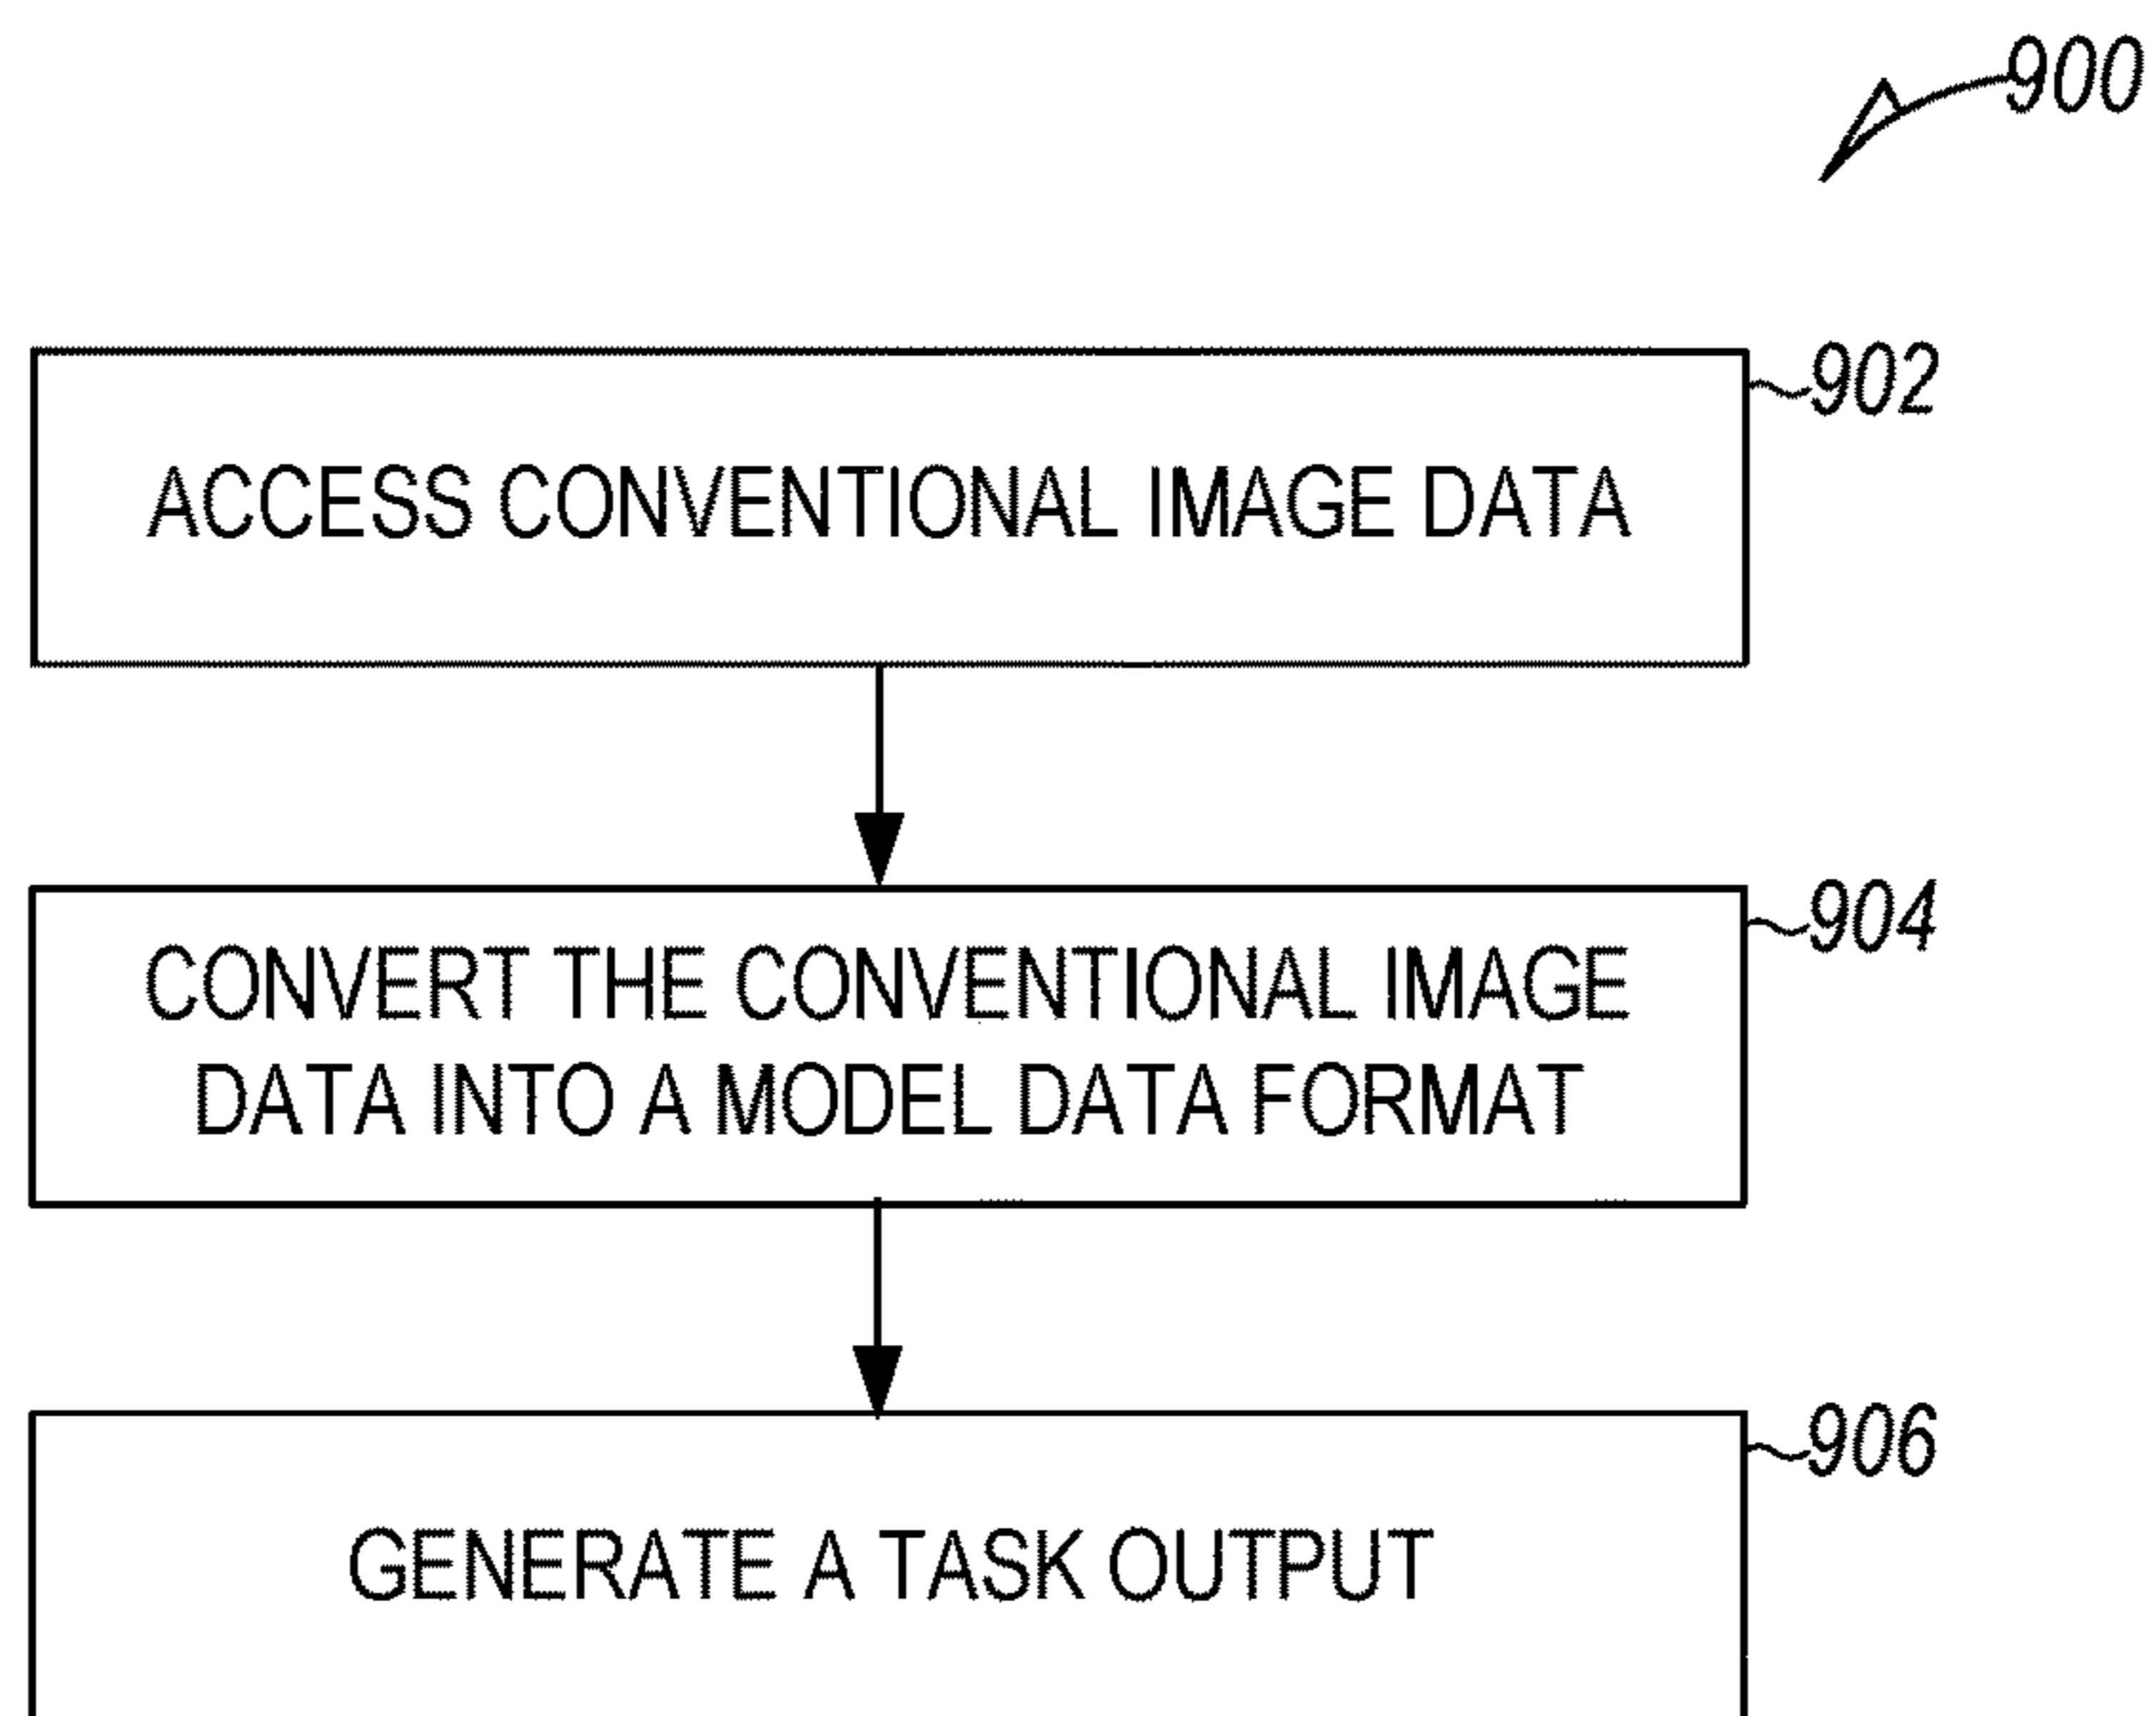 900
902
ACCESS CONVENTIONAL IMAGE DATA
904
CONVERT THE CONVENTIONAL IMAGE
DATA INTO A MODEL DATA FORMAT
906
GENERATE A TASK OUTPUT